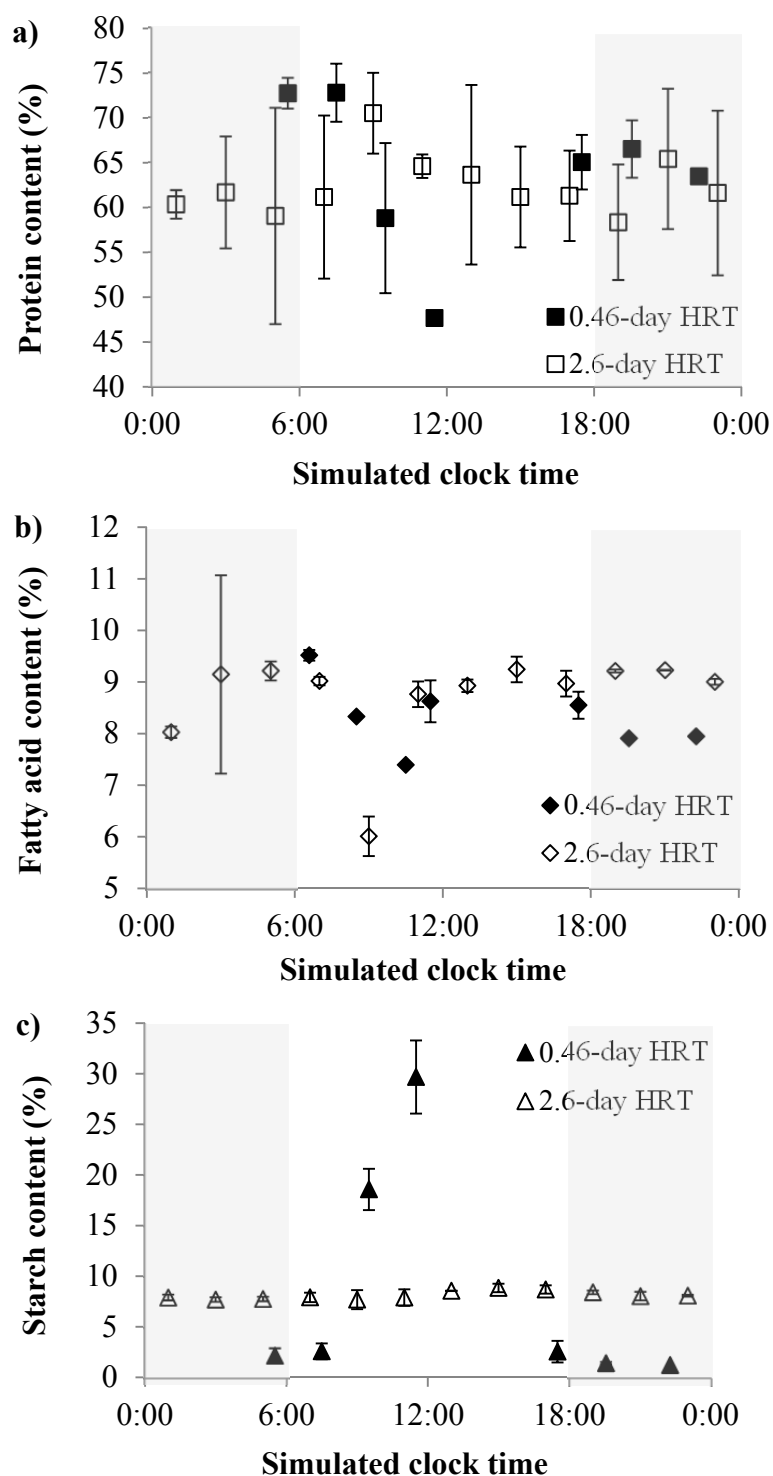 a)
80
75
70
65
60
55
50
45
40
Protein content (%)
0.46-day HRT
2.6-day HRT
0:00 6:00 12:00 18:00 0:00
Simulated clock time
b)
12
11
10
9
8
7
6
5
Fatty acid content (%)
0.46-day HRT
2.6-day HRT
0:00 6:00 12:00 18:00 0:00
Simulated clock time
c)
35
30
25
20
15
10
5
0
Starch content (%)
0.46-day HRT
2.6-day HRT
0:00 6:00 12:00 18:00 0:00
Simulated clock time